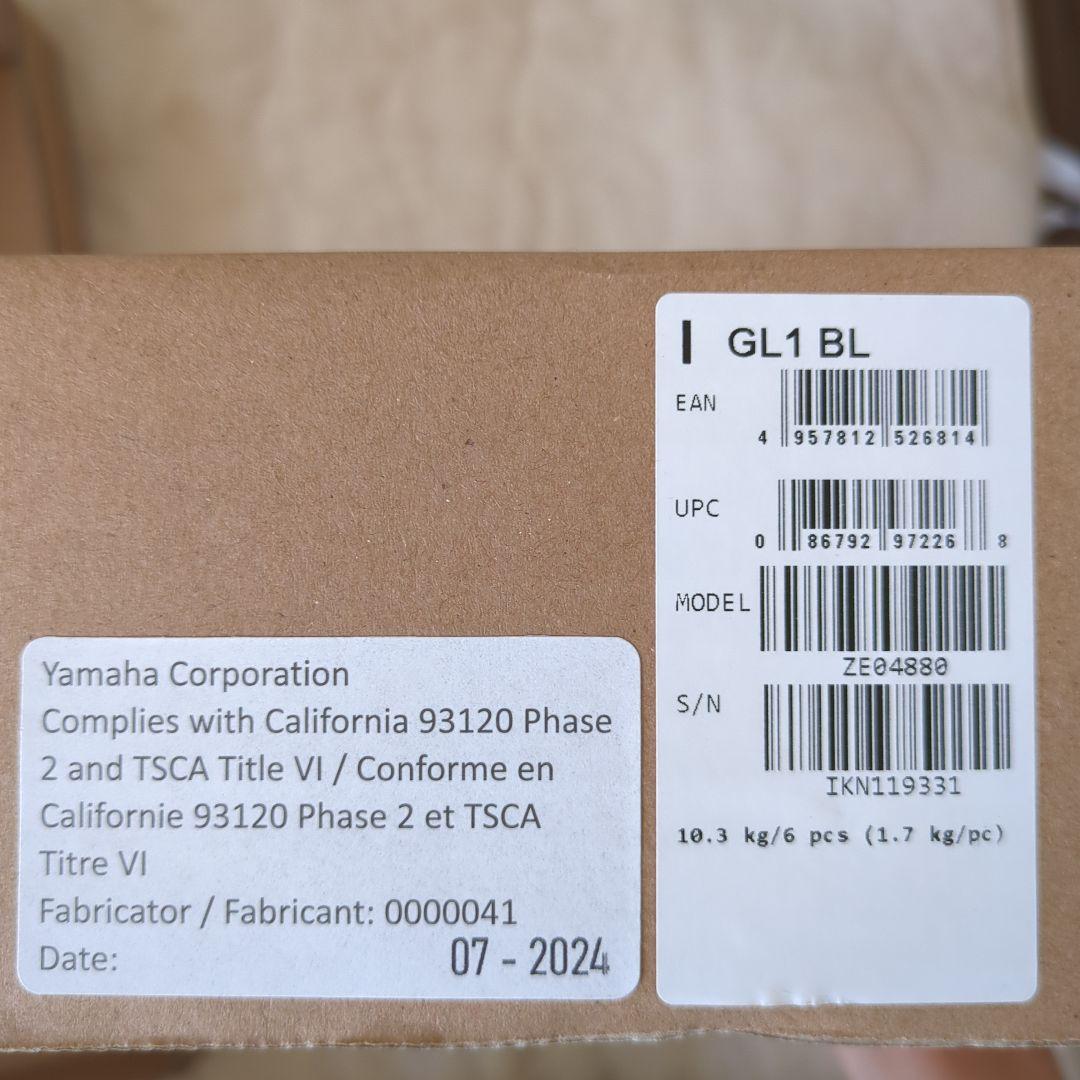 GL1 BL
EAN
4 957812 526814
UPC
0 86792 97226 8
MODEL
ZE04880
S/N
IKN119331
10.3 kg/6 pcs (1.7 kg/pc)
Yamaha Corporation
Complies with California 93120 Phase
2 and TSCA Title VI / Conforme en
Californie 93120 Phase 2 et TSCA
Titre VI
Fabricator / Fabricant: 0000041
Date: 07 - 2024